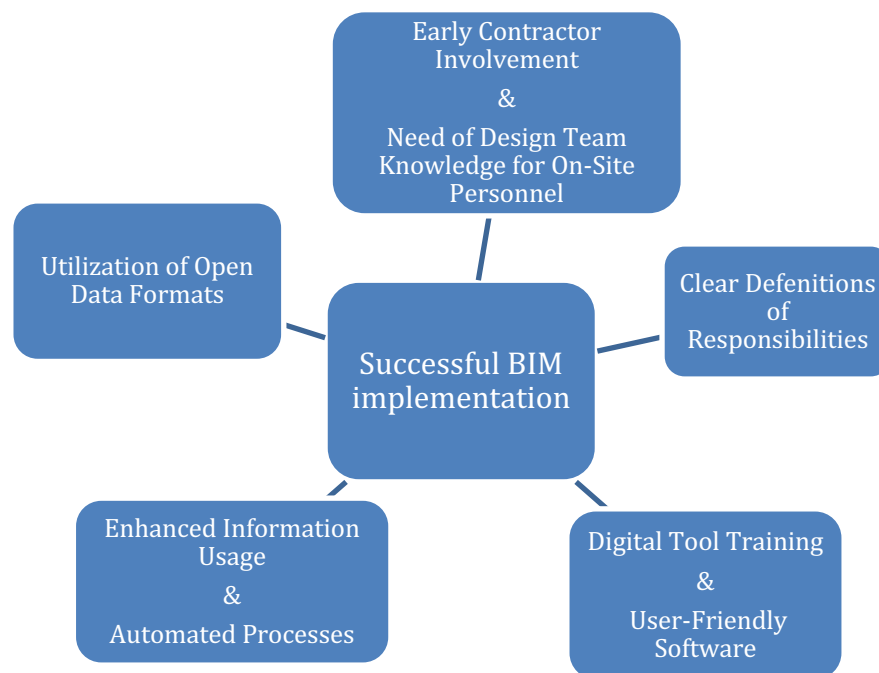 Early Contractor
Involvement
&
Need of Design Team
Knowledge for On-Site
Personnel
Utilization of Open
Data Formats
Clear Defenitions
of
Responsibilities
Successful BIM
implementation
Enhanced Information
Usage
&
Automated Processes
Digital Tool Training
&
User-Friendly
Software